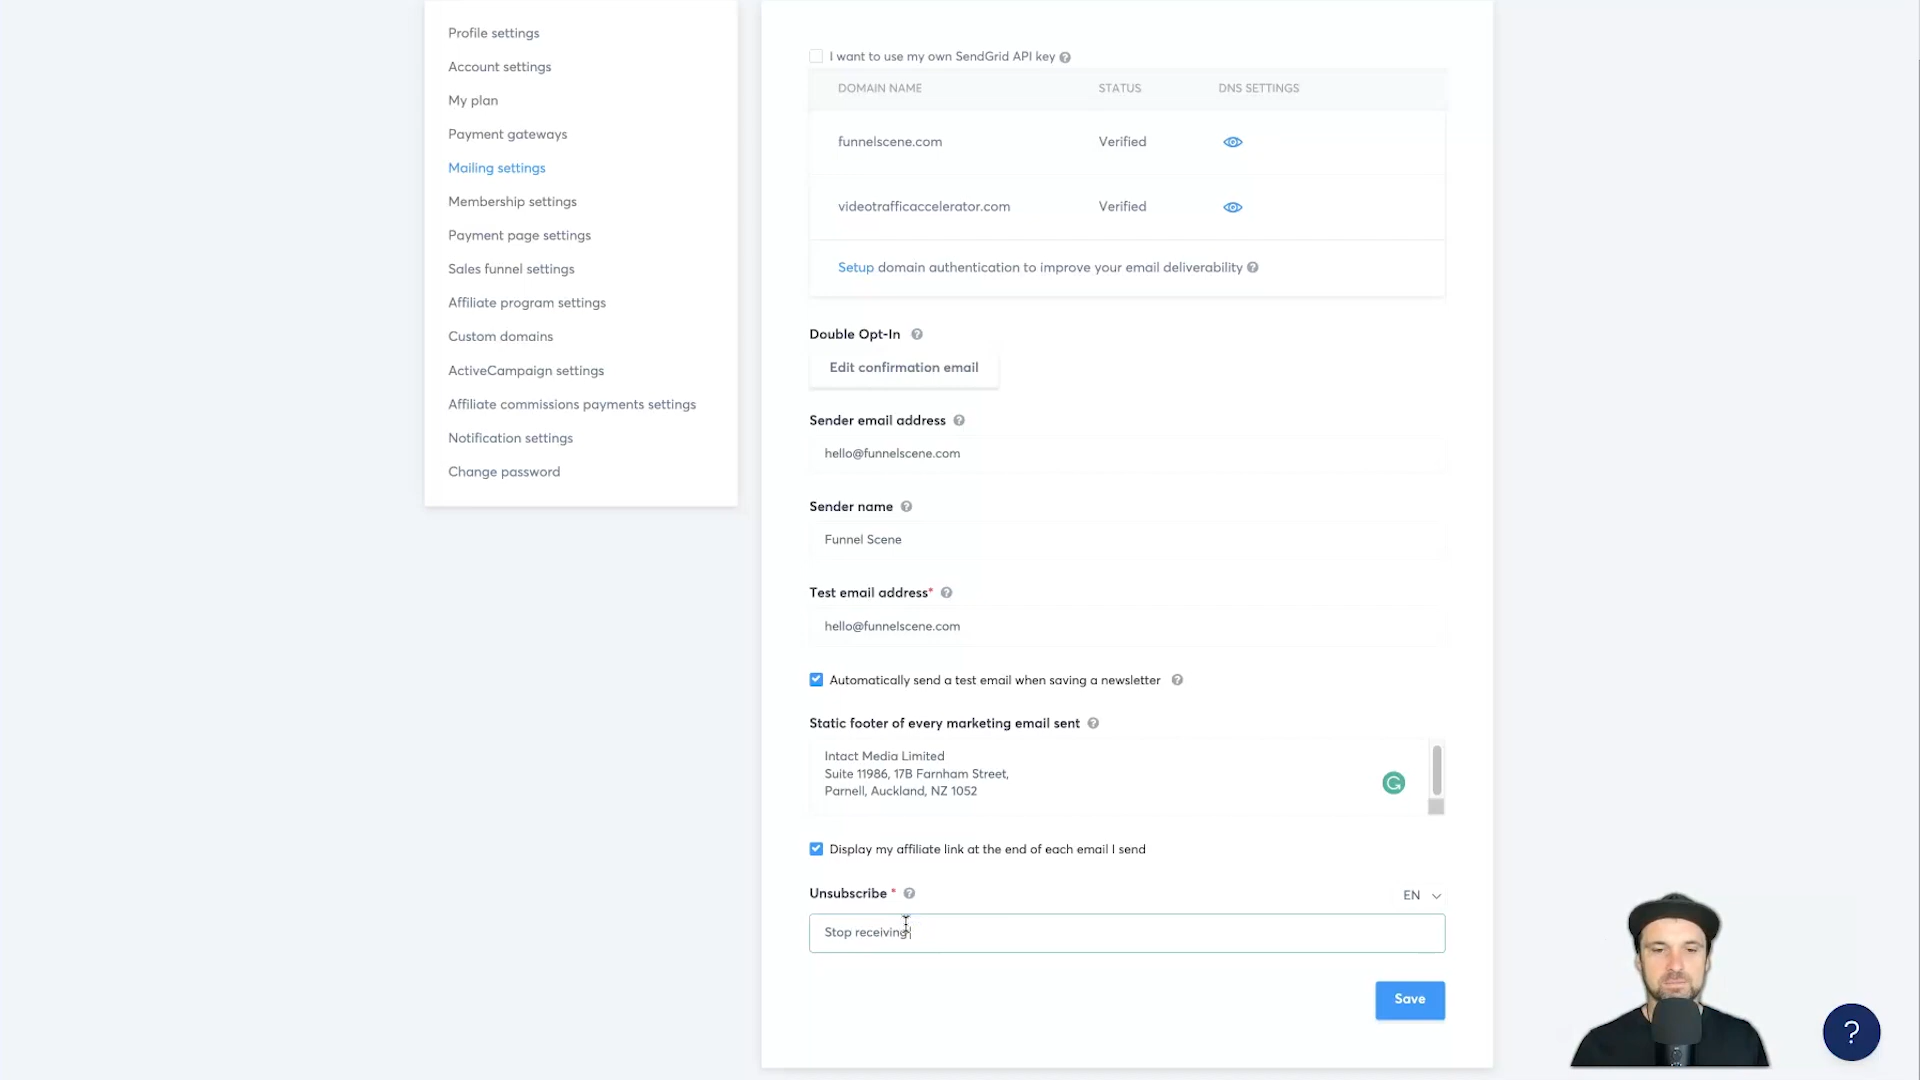 Profile settings
Account settings
My plan
Payment gateways
Mailing settings
Membership settings
Payment page settings
Sales funnel settings
Affiliate program settings
Custom domains
ActiveCampaign settings
Affiliate commissions payments settings
Notification settings
Change password
I want to use my own SendGrid API key ?
DOMAIN NAME STATUS DNS SETTINGS
funnelscene.com Verified
videotrafficaccelerator.com Verified
Setup domain authentication to improve your email deliverability ?
Double Opt-In ?
Edit confirmation email
Sender email address ?
hello@funnelscene.com
Sender name ?
Funnel Scene
Test email address* ?
hello@funnelscene.com
Automatically send a test email when saving a newsletter ?
Static footer of every marketing email sent ?
Intact Media Limited
Suite 11986, 17B Farnham Street,
Parnell, Auckland, NZ 1052
G
Display my affiliate link at the end of each email I send
Unsubscribe * ? EN
Stop receiving
Save
?